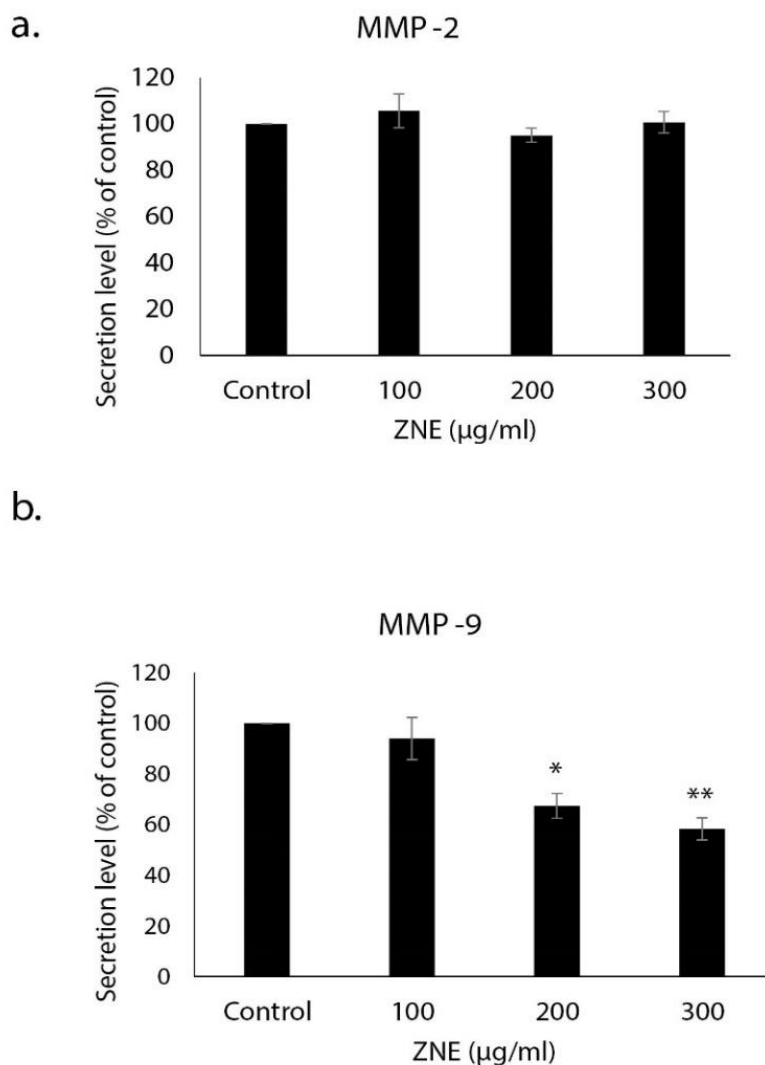 a.
MMP -2
Secretion level (% of control)
120
100
80
60
40
20
0
Control 100 200 300
ZNE (µg/ml)
b.
MMP -9
Secretion level (% of control)
120
100
80
60
40
20
0
*
**
Control 100 200 300
ZNE (µg/ml)